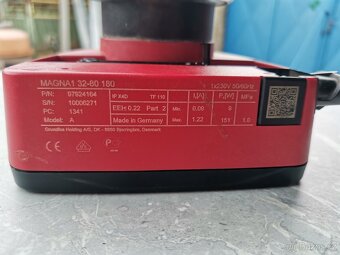 MAGNA1 32-80 180
P/N: 97924164
S/N: 10006271
PC: 1341
Model: A
IP X4D TF 110
EEI≤ 0.22 Part 2
Made in Germany
1x230V 50/60Hz
I₁[A] P₁[W] MPa
Min. 0.09 9
Max. 1.22 151 1.0
Grundfos Holding A/S, DK - 8850 Bjerringbro, Denmark